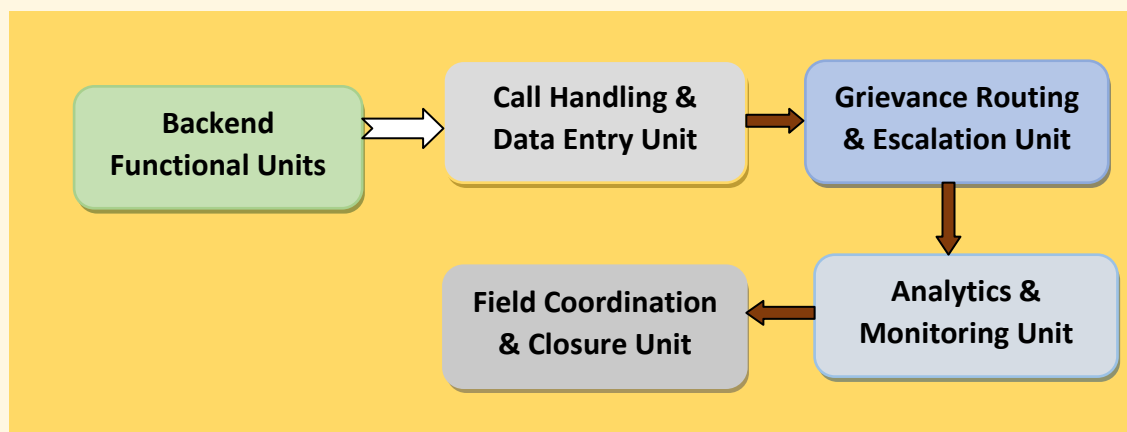 Backend
Functional Units
Call Handling &
Data Entry Unit
Grievance Routing
& Escalation Unit
Analytics &
Monitoring Unit
Field Coordination
& Closure Unit